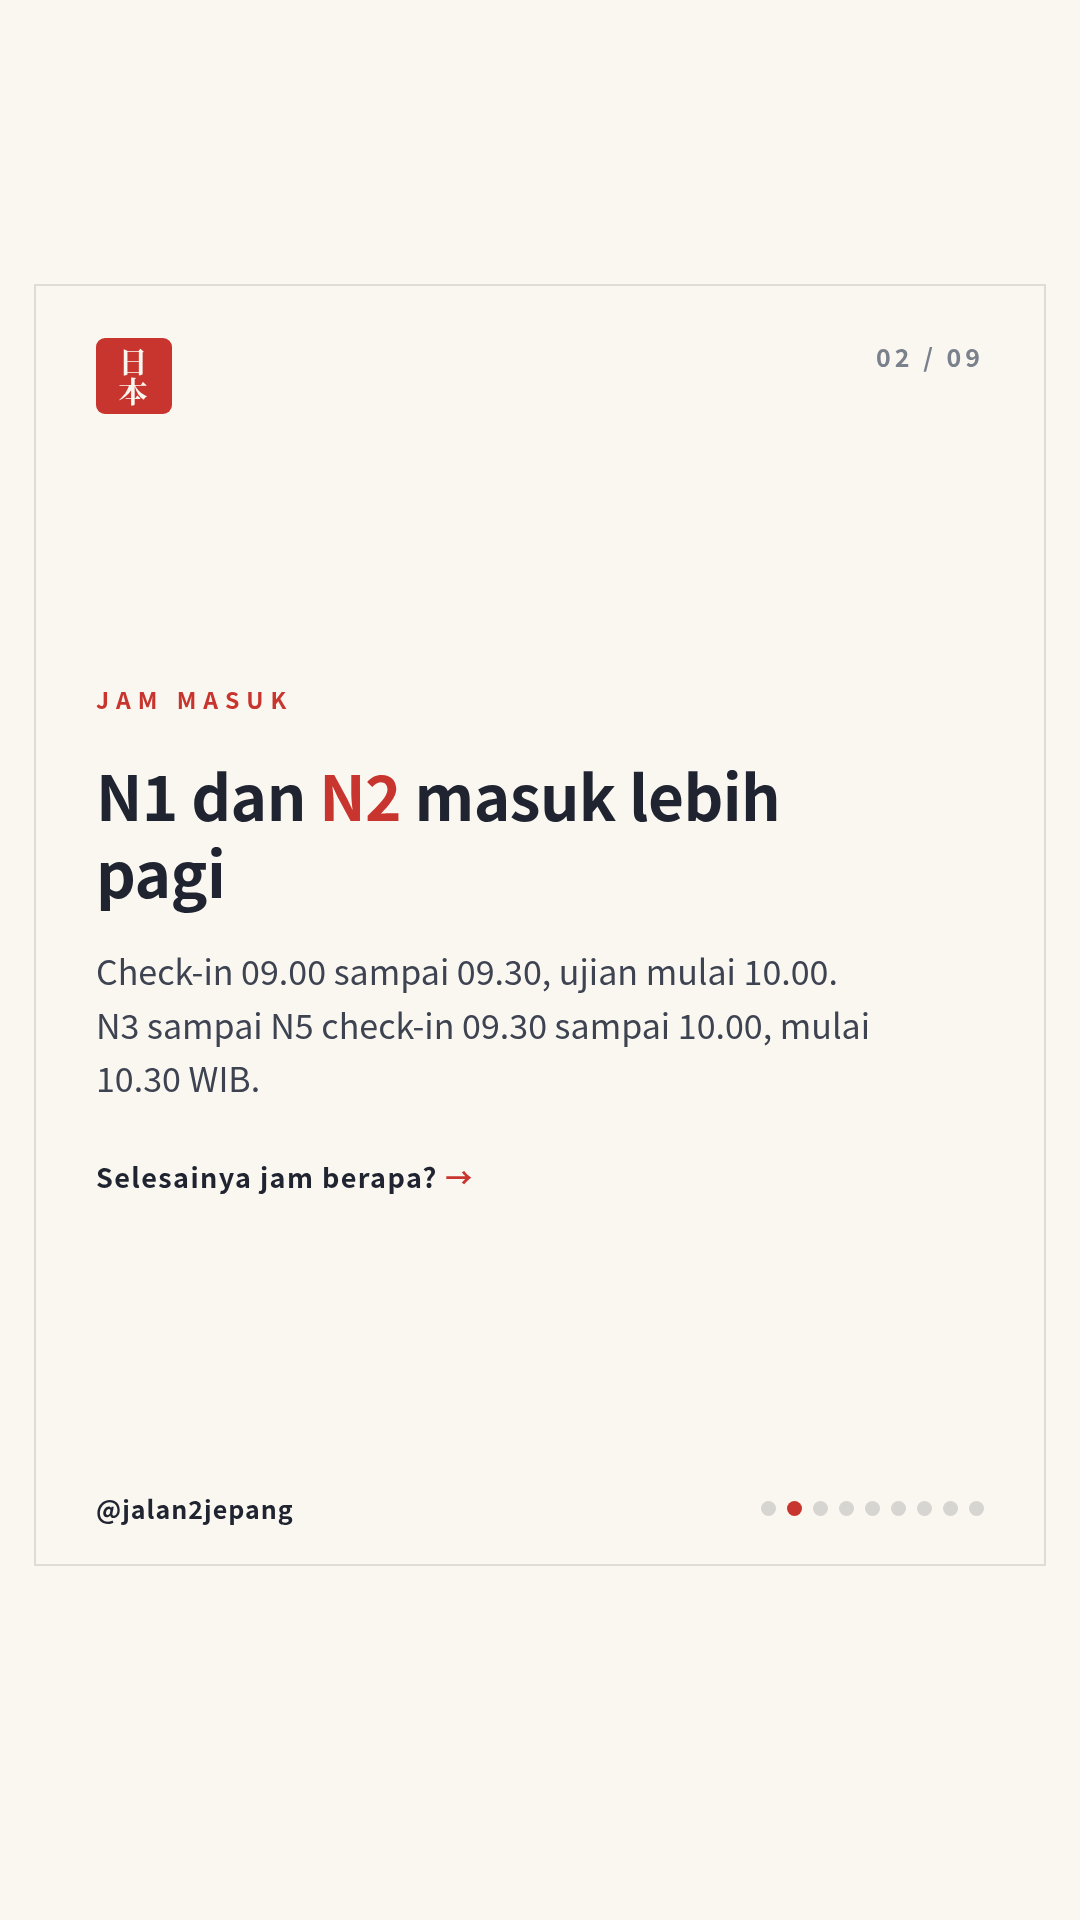 日本
02 / 09
JAM MASUK
N1 dan N2 masuk lebih
pagi
Check-in 09.00 sampai 09.30, ujian mulai 10.00.
N3 sampai N5 check-in 09.30 sampai 10.00, mulai
10.30 WIB.
Selesainya jam berapa? →
@jalan2jepang